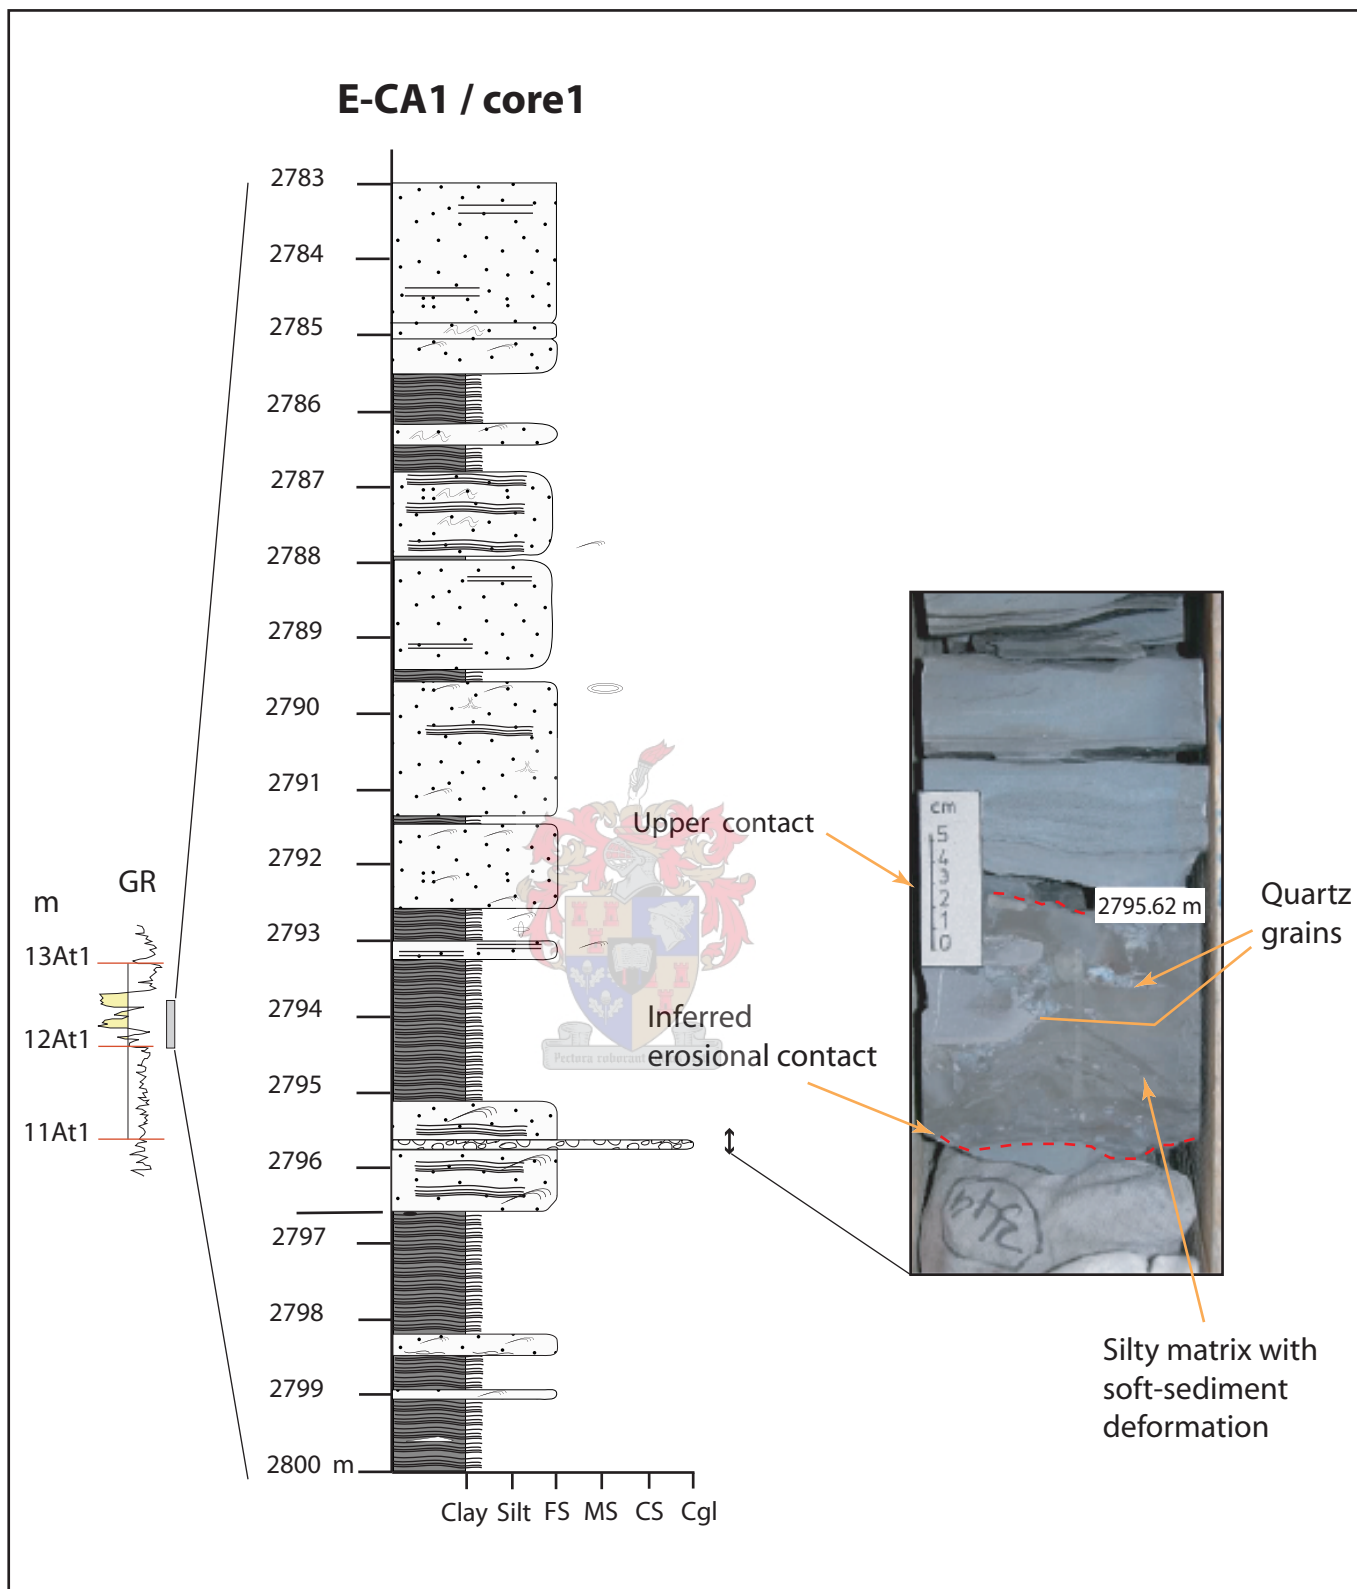 E-CA1 / core1
2783
2784
2785
2786
2787
2788
2789
2790
2791
2792
2793
2794
2795
2796
2797
2798
2799
2800 m
Clay Silt FS MS CS Cgl
m
GR
13At1
12At1
11At1
Upper contact
Inferred
erosional contact
Pectora roborant
cm
5
4
3
2
1
0
2795.62 m
Quartz
grains
344
Silty matrix with
soft-sediment
deformation